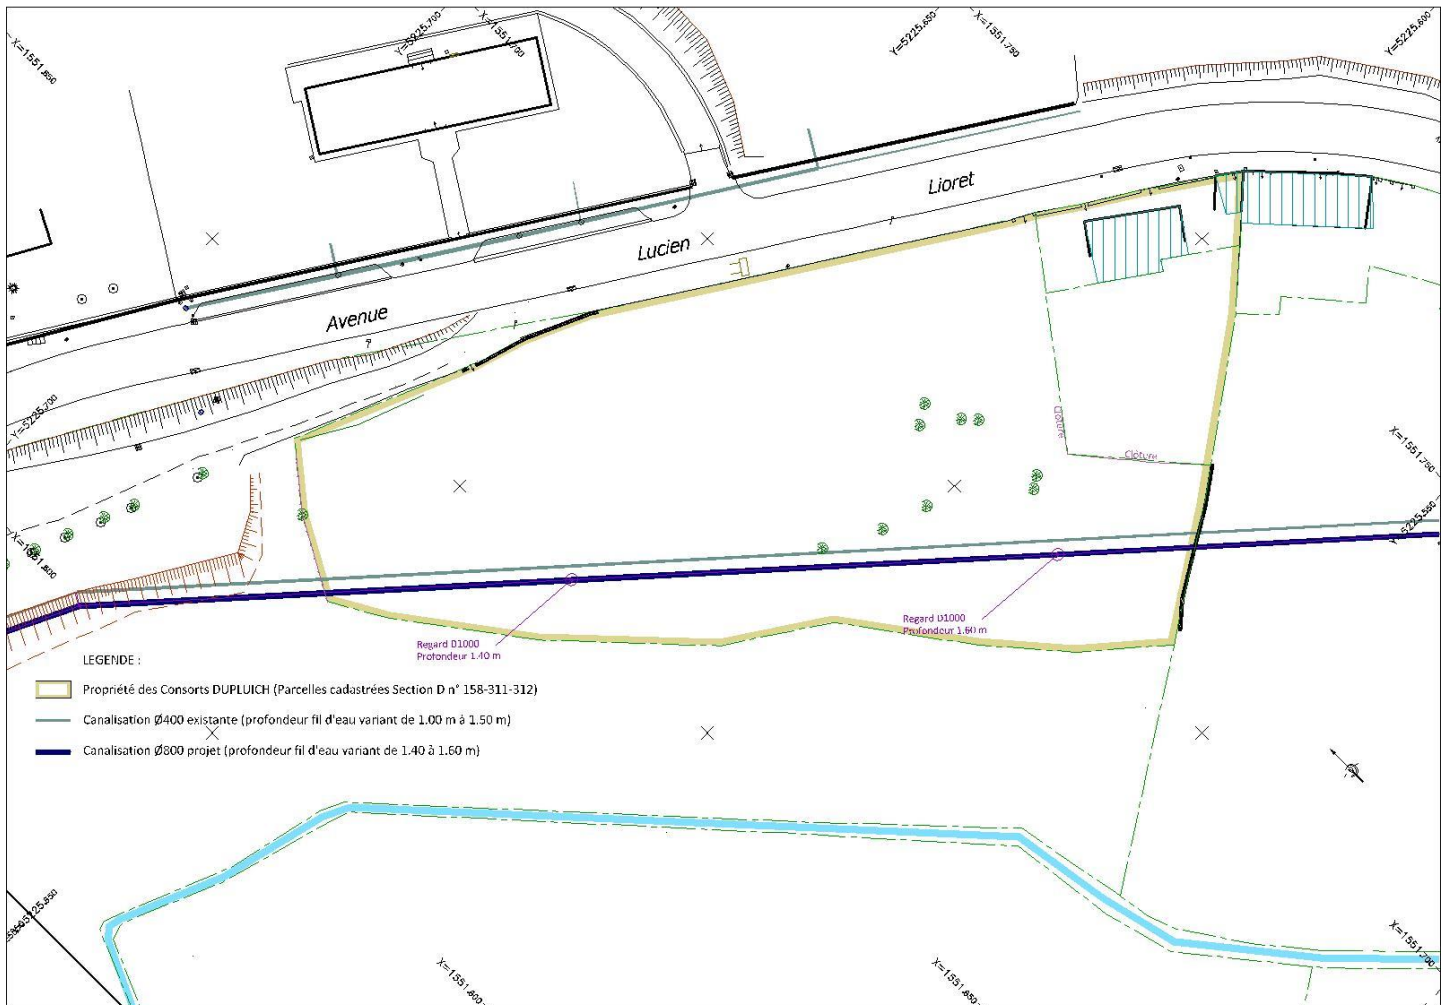 X=1551.650
Y=5225.700
X=1551.700
Y=5225.650
X=1551.750
Y=5225.600
Lioret
Lucien
Avenue
Y=5225.700
Clôture
Clôture
X=1551.750
Y=5225.550
X=1551.600
Regard D1000
Profondeur 1.40 m
Regard D1000
Profondeur 1.60 m
LEGENDE :
Propriété des Consorts DUPLUICH (Parcelles cadastrées Section D n° 158-311-312)
Canalisation Ø400 existante (profondeur fil d'eau variant de 1.00 m à 1.50 m)
Canalisation Ø800 projet (profondeur fil d'eau variant de 1.40 à 1.60 m)
X=1551.600
X=1551.650
X=1551.700